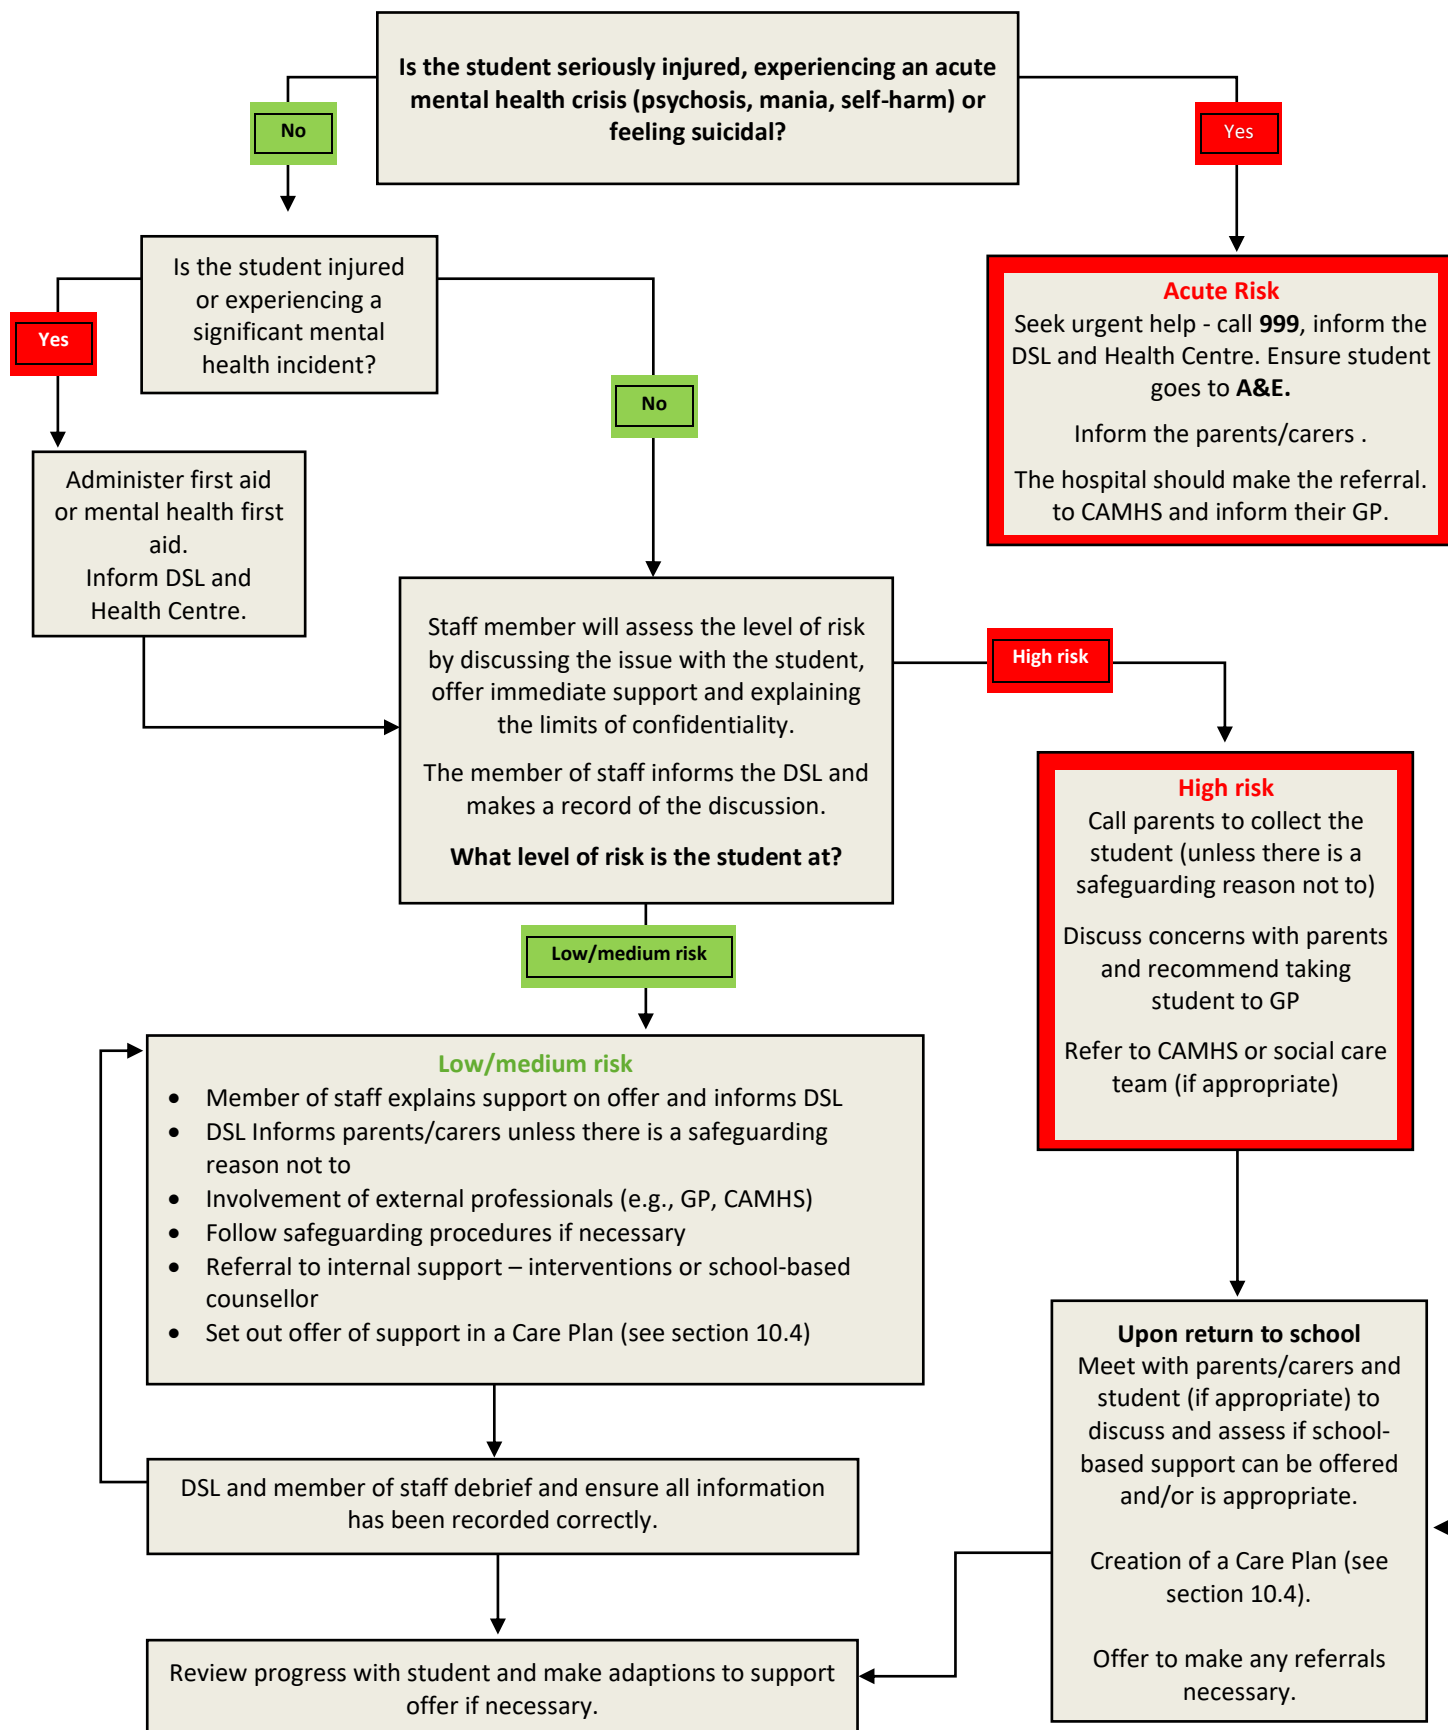 Is the student seriously injured, experiencing an acute
mental health crisis (psychosis, mania, self-harm) or
feeling suicidal?
No
Yes
Is the student injured
or experiencing a
significant mental
health incident?
Yes
No
Acute Risk
Seek urgent help - call 999, inform the
DSL and Health Centre. Ensure student
goes to A&E.
Inform the parents/carers .
The hospital should make the referral.
to CAMHS and inform their GP.
Administer first aid
or mental health first
aid.
Inform DSL and
Health Centre.
Staff member will assess the level of risk
by discussing the issue with the student,
offer immediate support and explaining
the limits of confidentiality.
The member of staff informs the DSL and
makes a record of the discussion.
What level of risk is the student at?
High risk
High risk
Call parents to collect the
student (unless there is a
safeguarding reason not to)
Discuss concerns with parents
and recommend taking
student to GP
Refer to CAMHS or social care
team (if appropriate)
Low/medium risk
Low/medium risk
• Member of staff explains support on offer and informs DSL
• DSL Informs parents/carers unless there is a safeguarding
reason not to
• Involvement of external professionals (e.g., GP, CAMHS)
• Follow safeguarding procedures if necessary
• Referral to internal support – interventions or school-based
counsellor
• Set out offer of support in a Care Plan (see section 10.4)
Upon return to school
Meet with parents/carers and
student (if appropriate) to
discuss and assess if school-
based support can be offered
and/or is appropriate.
Creation of a Care Plan (see
section 10.4).
Offer to make any referrals
necessary.
DSL and member of staff debrief and ensure all information
has been recorded correctly.
Review progress with student and make adaptions to support
offer if necessary.